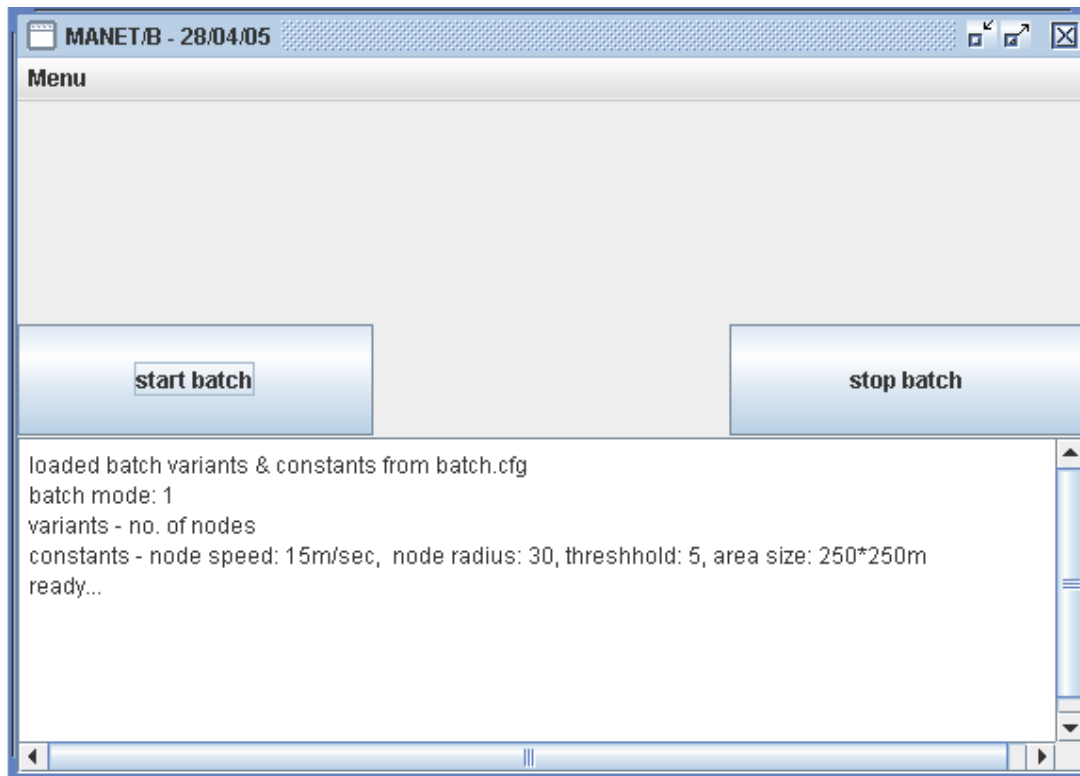 MANET/B - 28/04/05
Menu
start batch
stop batch
loaded batch variants & constants from batch.cfg
batch mode: 1
variants - no. of nodes
constants - node speed: 15m/sec,  node radius: 30, threshhold: 5, area size: 250*250m
ready...